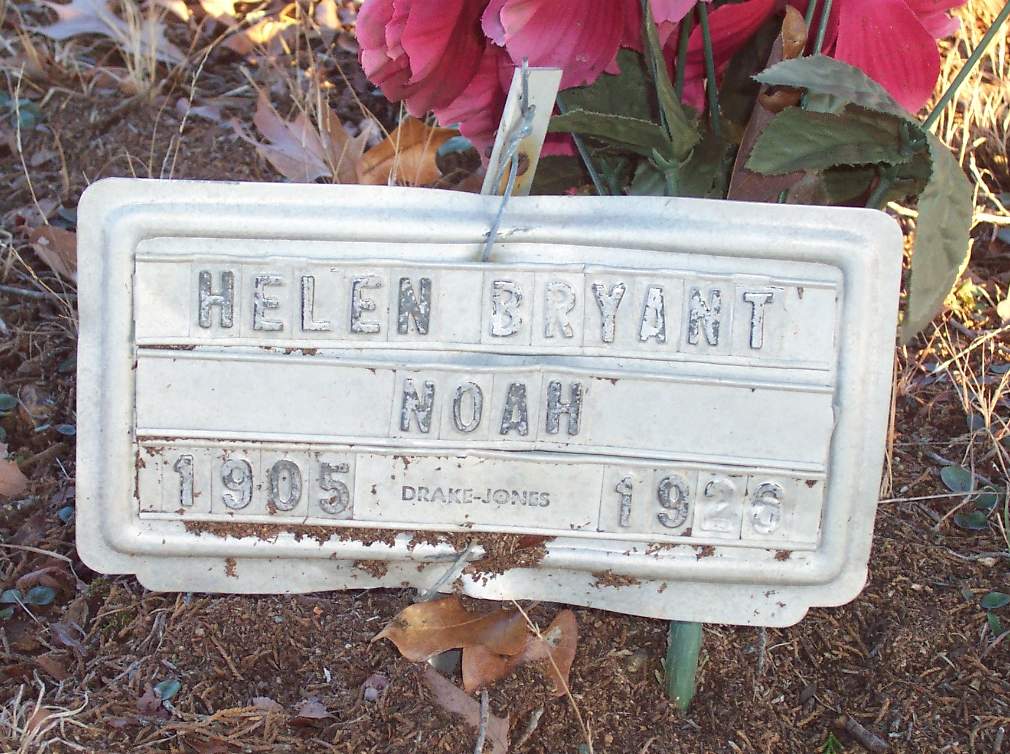 HELEN BRYANT
NOAH
1905 DRAKE-JONES 1926